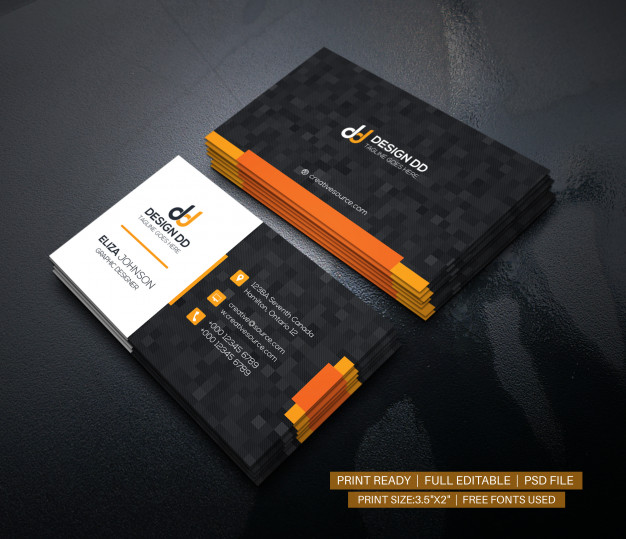 DESIGN DD
TAGLINE GOES HERE
creativesource.com
DESIGN DD
TAGLINE GOES HERE
ELIZA JOHNSON
GRAPHIC DESIGNER
123BA Seventh Canada
Hamilton, Ontario 12
creative@source.com
w.creativesource.com
000 12345 6789
+000 12345 6789
PRINT READY | FULL EDITABLE | PSD FILE
PRINT SIZE:3.5"X2" | FREE FONTS USED